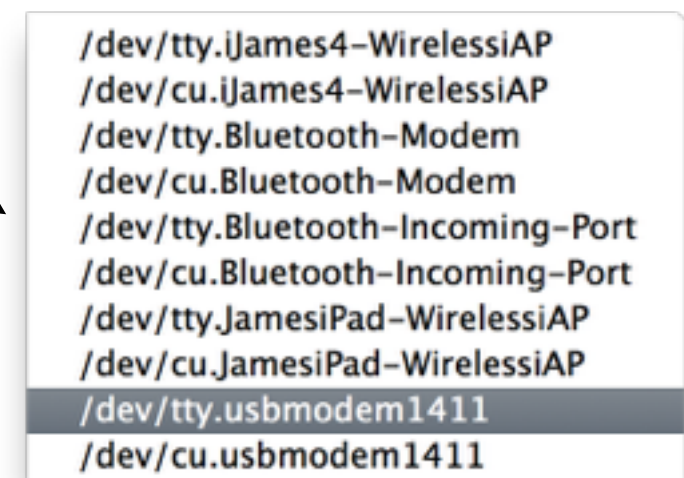 /dev/tty.iJames4-WirelessiAP
/dev/cu.iJames4-WirelessiAP
/dev/tty.Bluetooth-Modem
/dev/cu.Bluetooth-Modem
/dev/tty.Bluetooth-Incoming-Port
/dev/cu.Bluetooth-Incoming-Port
/dev/tty.JamesiPad-WirelessiAP
/dev/cu.JamesiPad-WirelessiAP
/dev/tty.usbmodem1411
/dev/cu.usbmodem1411